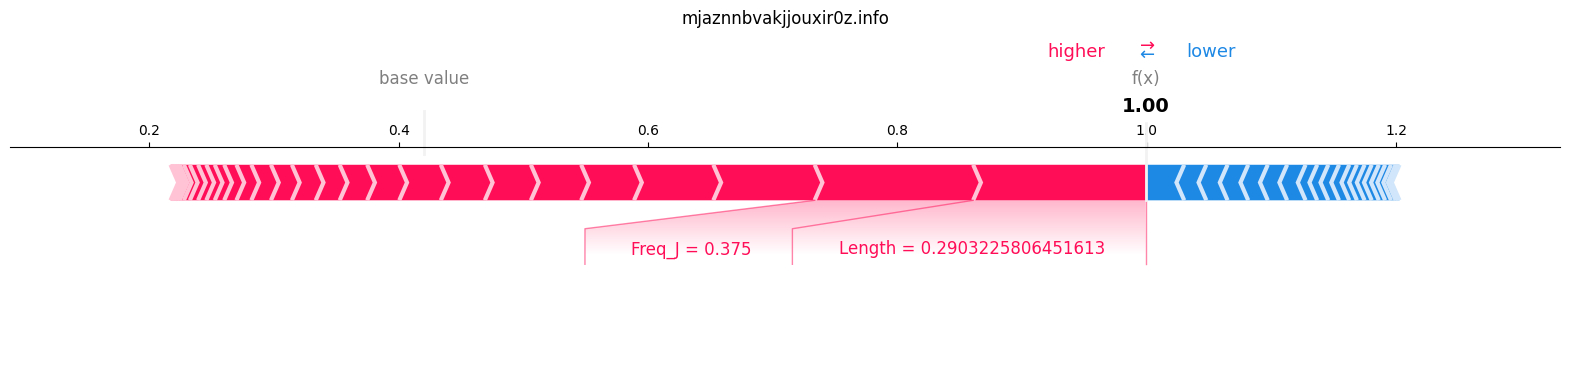 mjaznnbvakjjouxir0z.info
higher → ← lower
base value f(x)
1.00
0.2 0.4 0.6 0.8 1.0 1.2
Freq_J = 0.375 Length = 0.2903225806451613